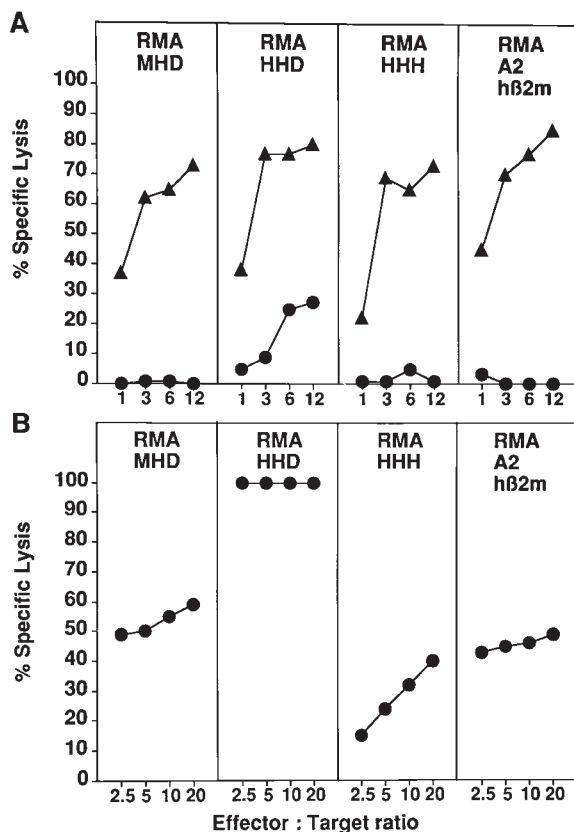 A
RMA MHD
RMA HHD
RMA HHH
RMA A2 hß2m
% Specific Lysis
100
90
80
70
60
50
40
30
20
10
0
1 3 6 12
1 3 6 12
1 3 6 12
1 3 6 12
B
RMA MHD
RMA HHD
RMA HHH
RMA A2 hß2m
% Specific Lysis
100
90
80
70
60
50
40
30
20
10
0
2.5 5 10 20
2.5 5 10 20
2.5 5 10 20
2.5 5 10 20
Effector : Target ratio